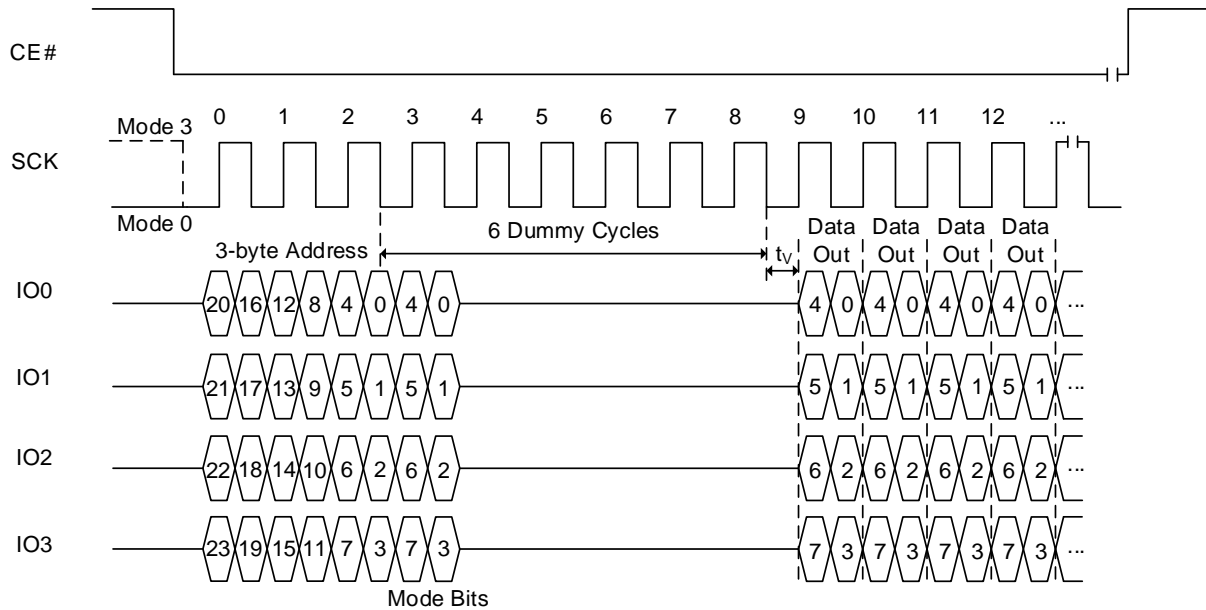 CE#
0 1 2 3 4 5 6 7 8 9 10 11 12 ...
Mode 3
SCK
Mode 0
6 Dummy Cycles
Data Data Data Data
3-byte Address
tV
Out Out Out Out
IO0
20 16 12 8 4 0 4 0 4 0 4 0 4 0 4 0 ...
IO1
21 17 13 9 5 1 5 1 5 1 5 1 5 1 5 1 ...
IO2
22 18 14 10 6 2 6 2 6 2 6 2 6 2 6 2 ...
IO3
23 19 15 11 7 3 7 3 7 3 7 3 7 3 7 3 ...
Mode Bits